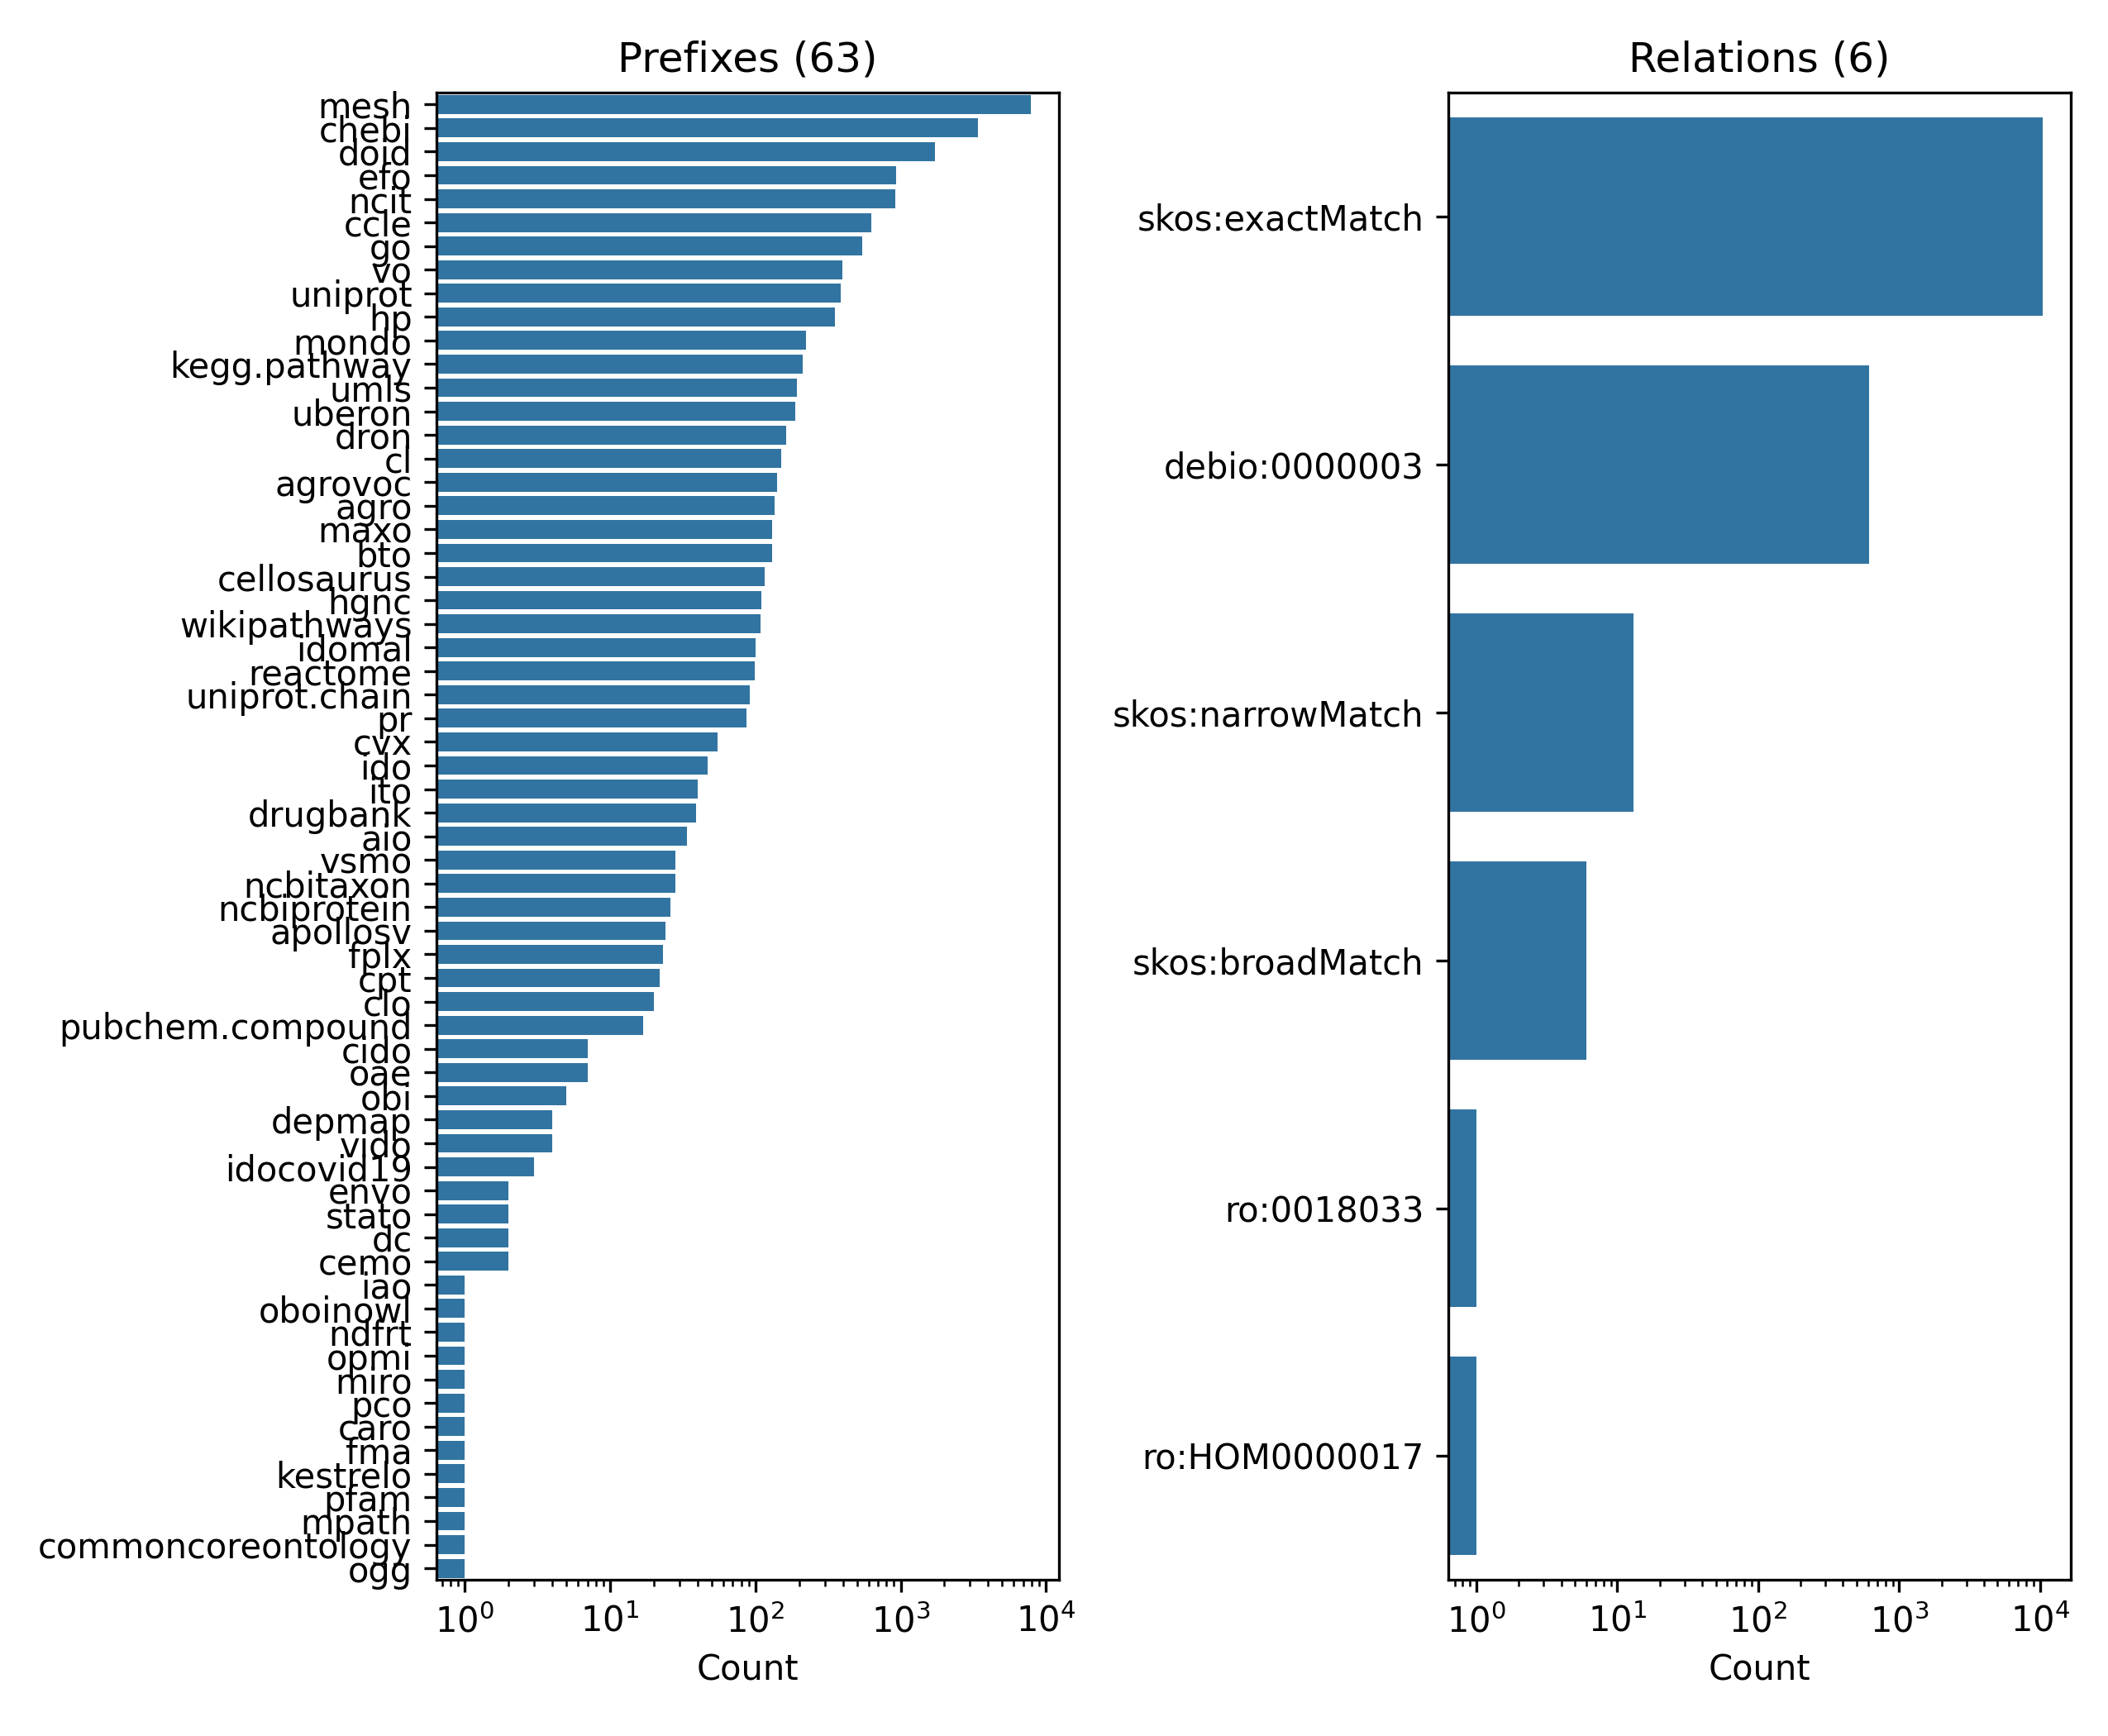 Prefixes (63)
mesh
chebi
doid
efo
ncit
ccle
go
vo
uniprot
hp
mondo
kegg.pathway
umls
uberon
dron
cl
agrovoc
agro
maxo
bto
cellosaurus
hgnc
wikipathways
idomal
reactome
uniprot.chain
pr
cvx
ido
ito
drugbank
aio
vsmo
ncbitaxon
ncbiprotein
apollosv
fplx
cpt
clo
pubchem.compound
cido
oae
obi
depmap
vido
idocovid19
envo
stato
dc
cemo
iao
oboinowl
ndfrt
opmi
miro
pco
caro
fma
kestrelo
pfam
mpath
commoncoreontology
ogg
10⁰ 10¹ 10² 10³ 10⁴
Count
Relations (6)
skos:exactMatch
debio:0000003
skos:narrowMatch
skos:broadMatch
ro:0018033
ro:HOM0000017
10⁰ 10¹ 10² 10³ 10⁴
Count